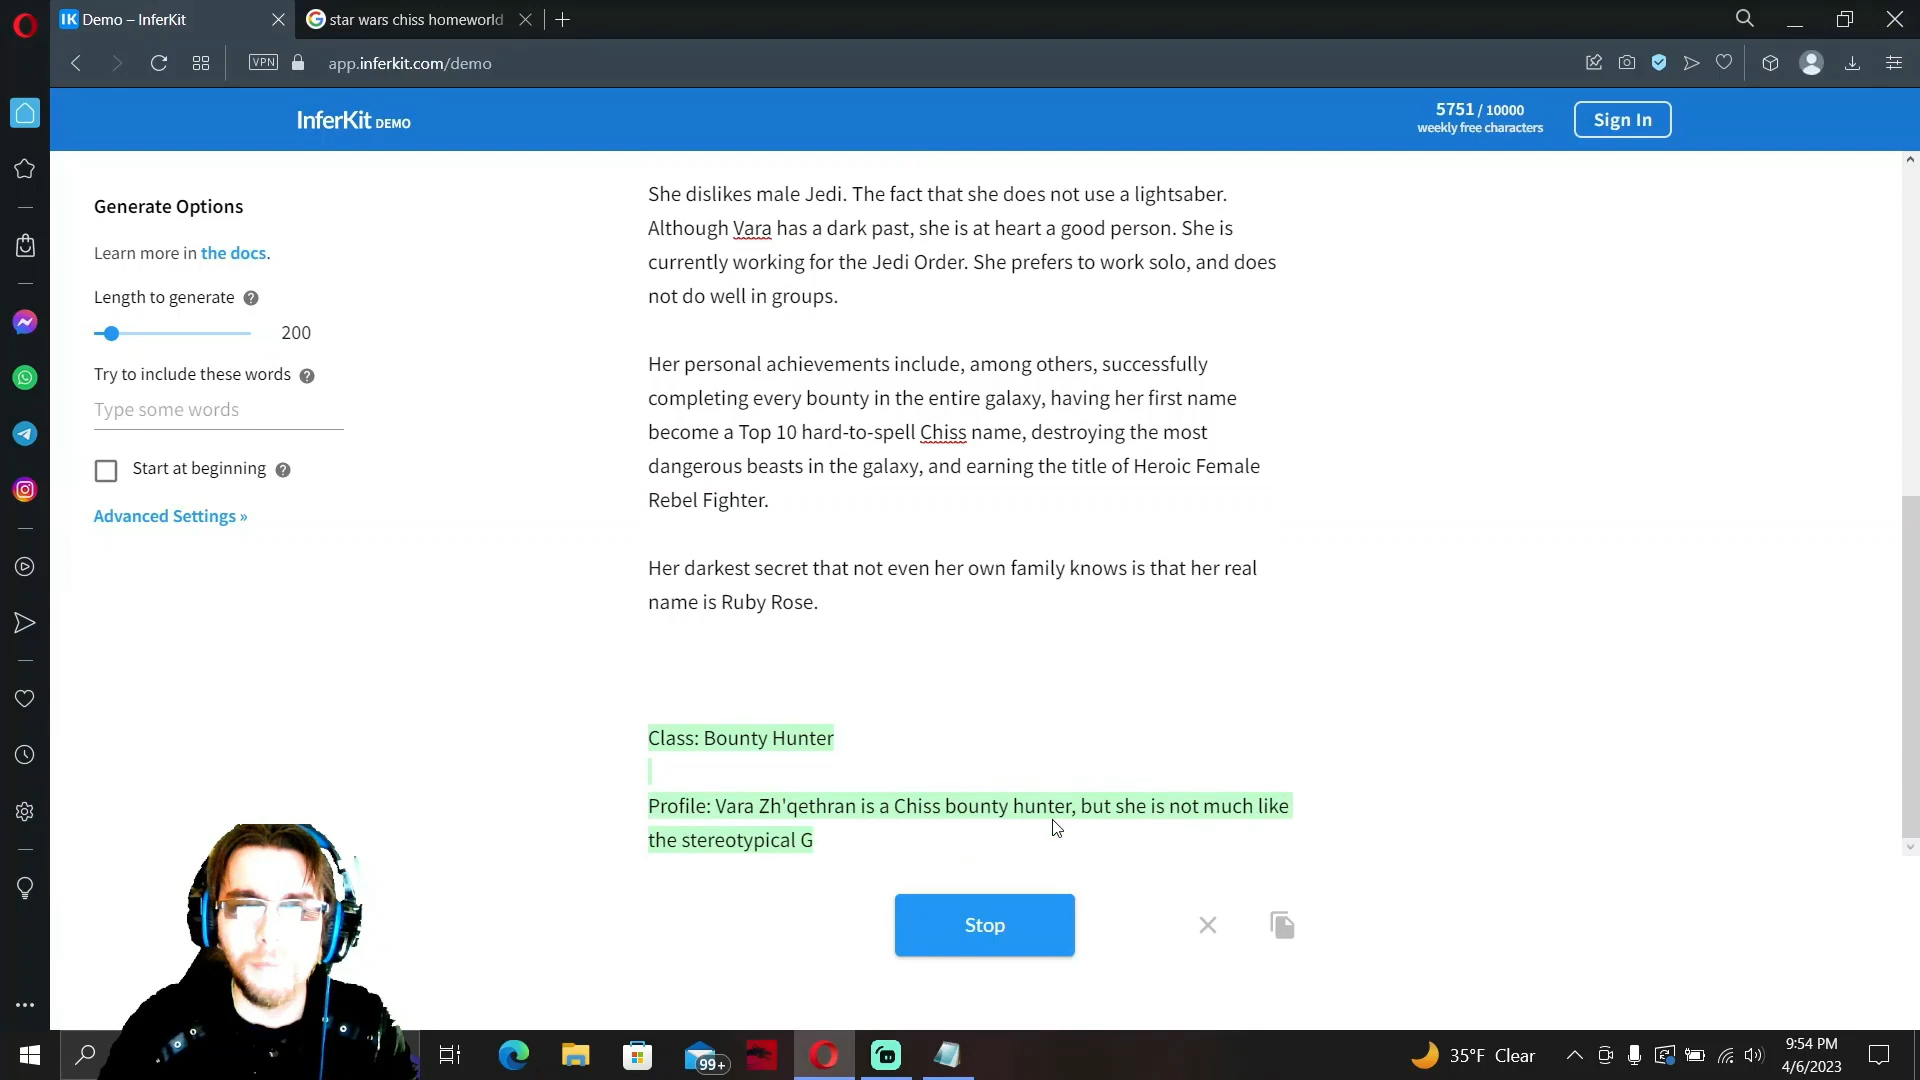 IK Demo – InferKit
star wars chiss homeworld
VPN
app.inferkit.com/demo
InferKit DEMO
5751 / 10000
weekly free characters
Sign In
Generate Options
Learn more in the docs.
Length to generate ?
200
Try to include these words ?
Type some words
Start at beginning ?
Advanced Settings »
She dislikes male Jedi. The fact that she does not use a lightsaber.
Although Vara has a dark past, she is at heart a good person. She is
currently working for the Jedi Order. She prefers to work solo, and does
not do well in groups.
Her personal achievements include, among others, successfully
completing every bounty in the entire galaxy, having her first name
become a Top 10 hard-to-spell Chiss name, destroying the most
dangerous beasts in the galaxy, and earning the title of Heroic Female
Rebel Fighter.
Her darkest secret that not even her own family knows is that her real
name is Ruby Rose.
Class: Bounty Hunter
Profile: Vara Zh'qethran is a Chiss bounty hunter, but she is not much like
the stereotypical G
Stop
99+
35°F Clear
9:54 PM
4/6/2023